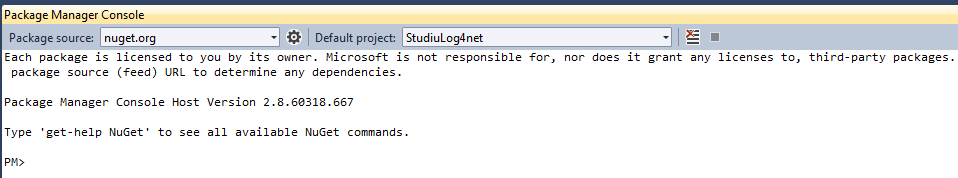 Package Manager Console
Package source: nuget.org Default project: StudiuLog4net
Each package is licensed to you by its owner. Microsoft is not responsible for, nor does it grant any licenses to, third-party packages.
package source (feed) URL to determine any dependencies.
Package Manager Console Host Version 2.8.60318.667
Type 'get-help NuGet' to see all available NuGet commands.
PM>